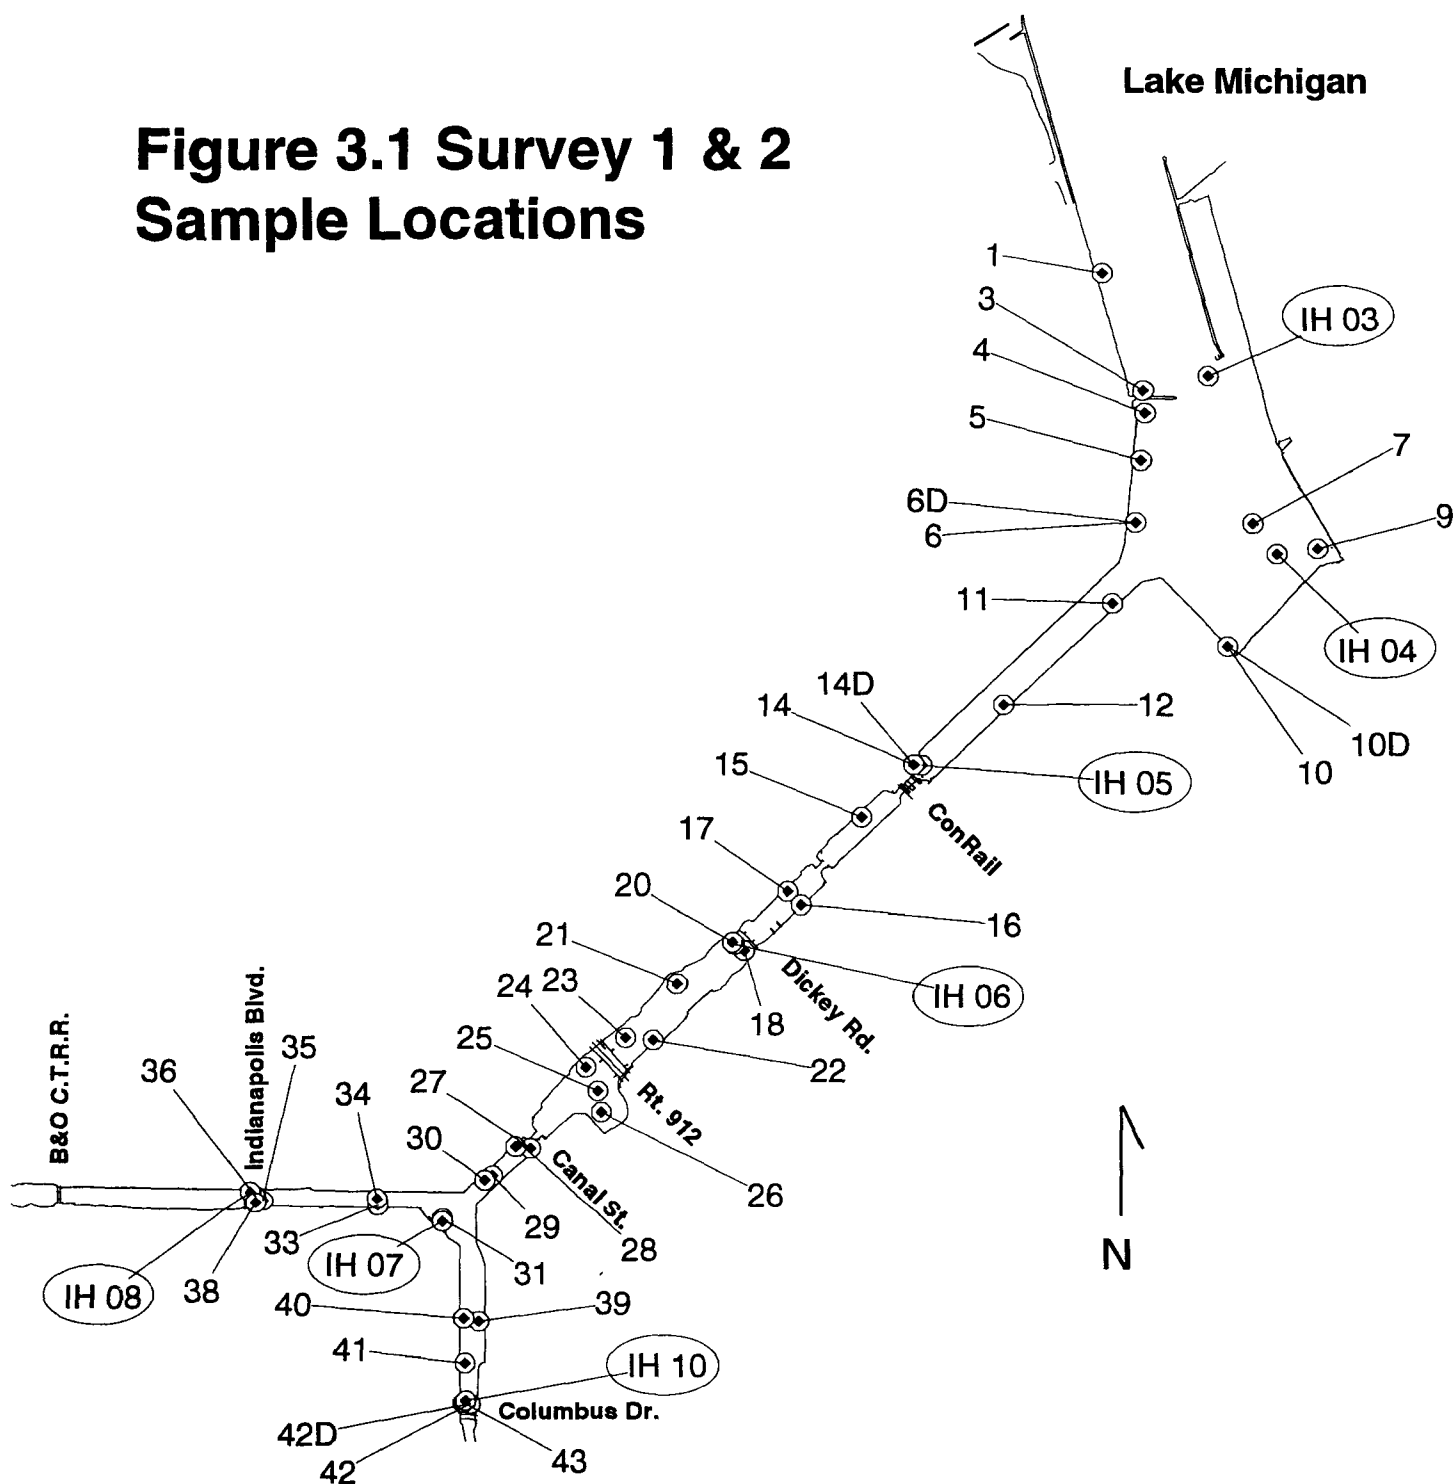 Lake Michigan
Figure 3.1 Survey 1 & 2
Sample Locations
1
3
IH 03
4
5
7
6D
6
9
11
IH 04
14D
14
12
10D
10
15
IH 05
ConRail
17
20
16
21
Dickey Rd.
IH 06
18
24
23
25
22
Rt. 912
B&O C.T.R.R.
Indianapolis Blvd.
36
35
34
27
30
Canal St.
26
29
28
33
IH 07
31
IH 08
38
40
39
41
IH 10
Columbus Dr.
42D
42
43
N